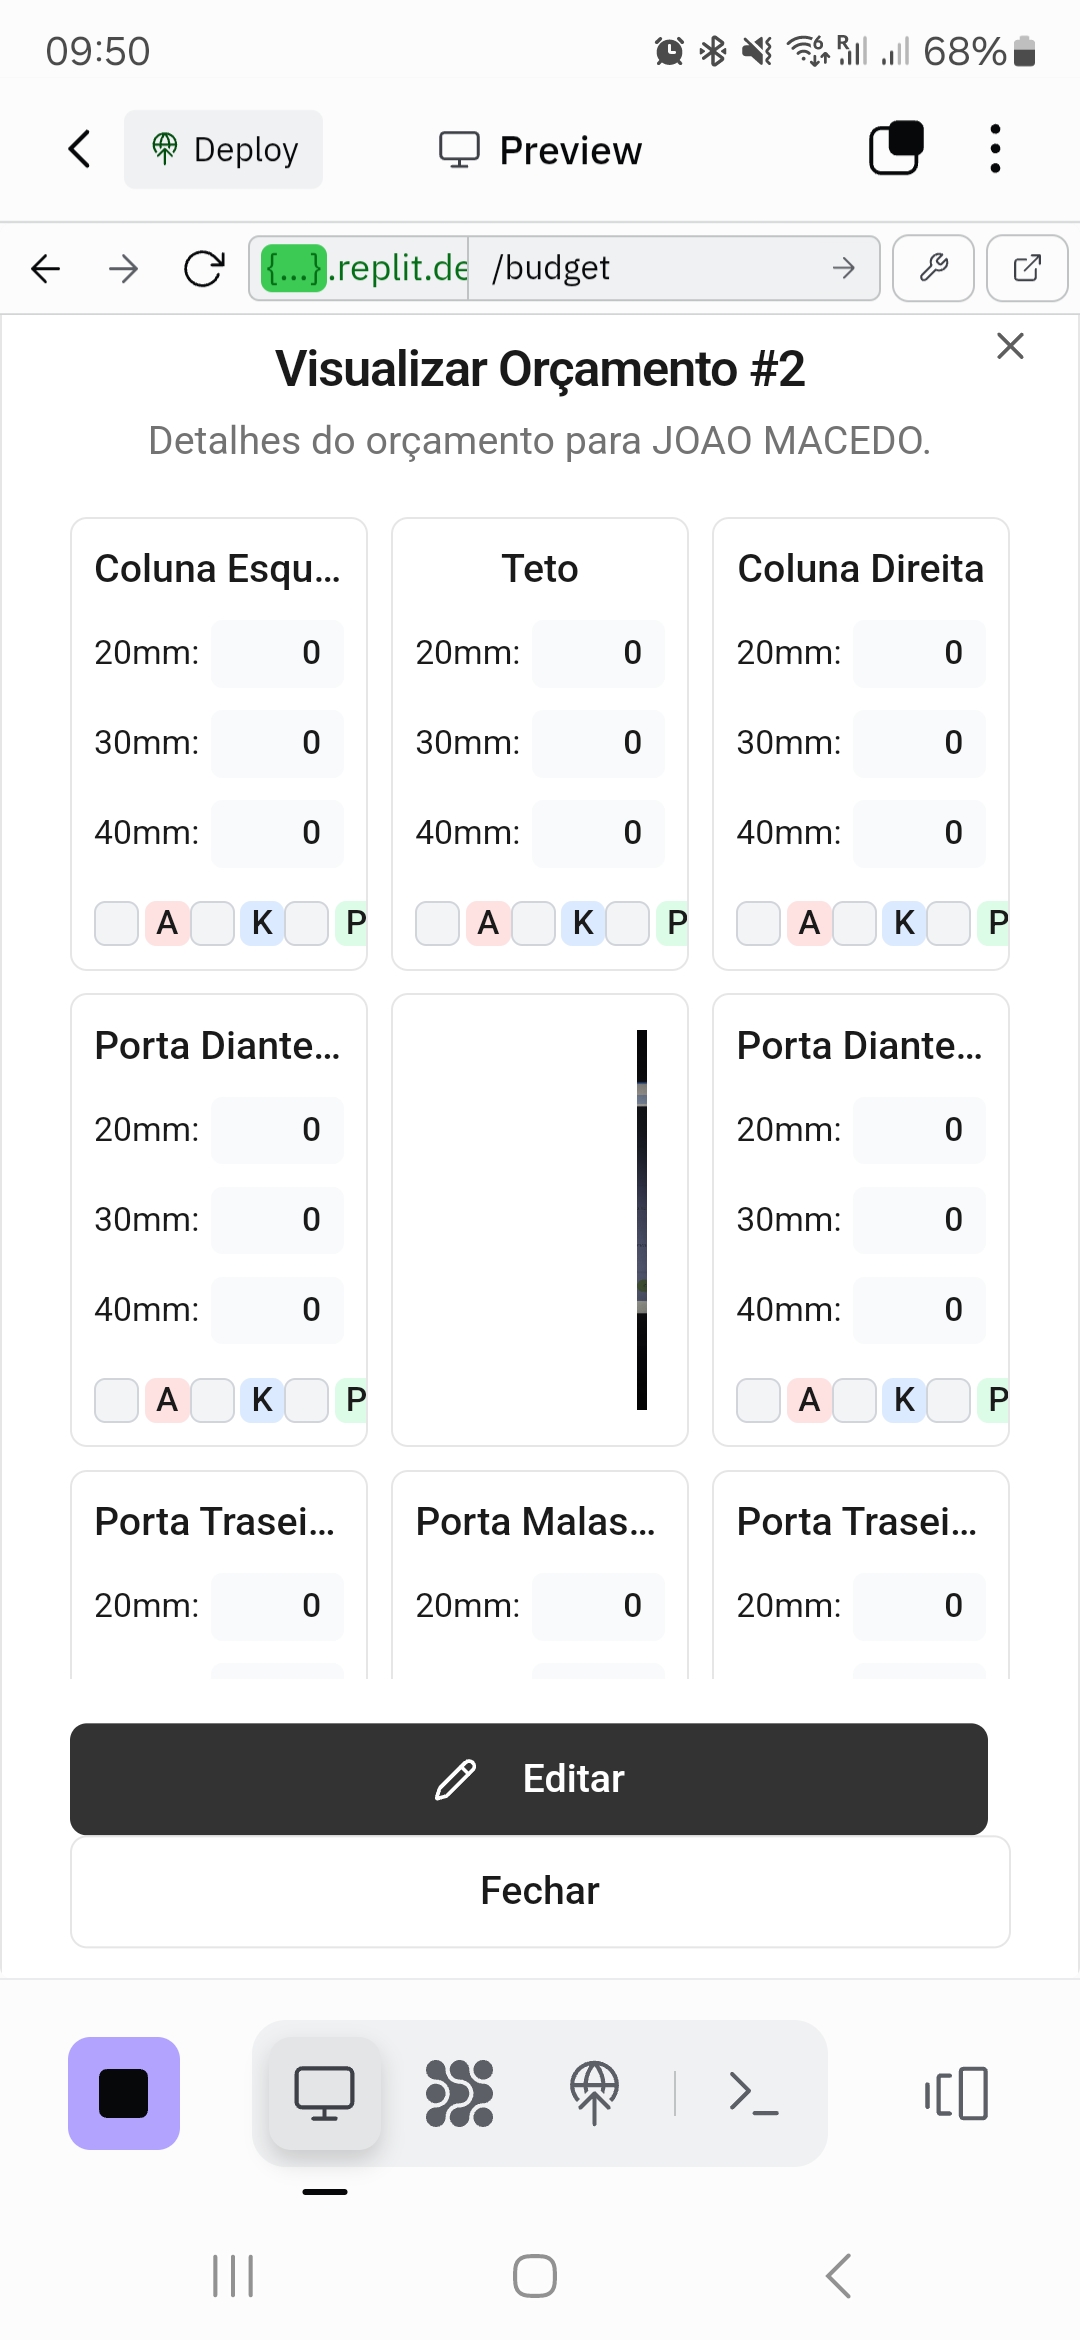 09:50
6 R 68%
Deploy
Preview
{...}.replit.de
/budget
Visualizar Orçamento #2
Detalhes do orçamento para JOAO MACEDO.
Coluna Esqu... Teto Coluna Direita
20mm: 0 20mm: 0 20mm: 0
30mm: 0 30mm: 0 30mm: 0
40mm: 0 40mm: 0 40mm: 0
A K P A K P A K P
Porta Diante... Porta Diante...
20mm: 0 20mm: 0
30mm: 0 30mm: 0
40mm: 0 40mm: 0
A K P A K P
Porta Trasei... Porta Malas... Porta Trasei...
20mm: 0 20mm: 0 20mm: 0
Editar
Fechar